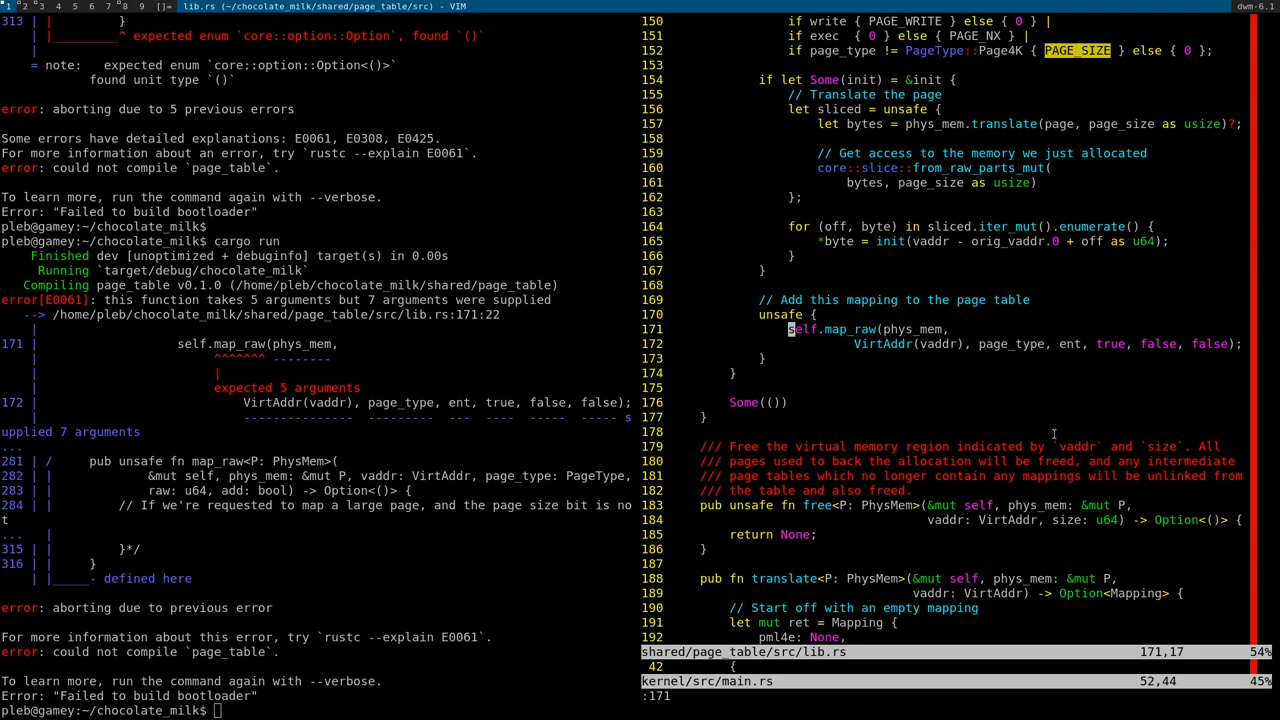 1 2 3 4 5 6 7 8 9 []= lib.rs (~/chocolate_milk/shared/page_table/src) - VIM dwm-6.1
313 | |         }
    | |_________^ expected enum `core::option::Option`, found `()`
    |
    = note:   expected enum `core::option::Option<()>`
            found unit type `()`
error: aborting due to 5 previous errors
Some errors have detailed explanations: E0061, E0308, E0425.
For more information about an error, try `rustc --explain E0061`.
error: could not compile `page_table`.
To learn more, run the command again with --verbose.
Error: "Failed to build bootloader"
pleb@gamey:~/chocolate_milk$
pleb@gamey:~/chocolate_milk$ cargo run
    Finished dev [unoptimized + debuginfo] target(s) in 0.00s
     Running `target/debug/chocolate_milk`
   Compiling page_table v0.1.0 (/home/pleb/chocolate_milk/shared/page_table)
error[E0061]: this function takes 5 arguments but 7 arguments were supplied
   --> /home/pleb/chocolate_milk/shared/page_table/src/lib.rs:171:22
    |
171 |                 self.map_raw(phys_mem,
    |                      ^^^^^^^ --------
    |                      |
    |                      expected 5 arguments
172 |                          VirtAddr(vaddr), page_type, ent, true, false, false);
    |                          ---------------  ---------  ---  ----  -----  ----- s
upplied 7 arguments
...
281 | /     pub unsafe fn map_raw<P: PhysMem>(
282 | |             &mut self, phys_mem: &mut P, vaddr: VirtAddr, page_type: PageType,
283 | |             raw: u64, add: bool) -> Option<()> {
284 | |         // If we're requested to map a large page, and the page size bit is no
t
...   |
315 | |         }*/
316 | |     }
    | |_____- defined here
error: aborting due to previous error
For more information about this error, try `rustc --explain E0061`.
error: could not compile `page_table`.
To learn more, run the command again with --verbose.
Error: "Failed to build bootloader"
pleb@gamey:~/chocolate_milk$
150                 if write { PAGE_WRITE } else { 0 } |
151                 if exec  { 0 } else { PAGE_NX } |
152                 if page_type != PageType::Page4K { PAGE_SIZE } else { 0 };
153
154             if let Some(init) = &init {
155                 // Translate the page
156                 let sliced = unsafe {
157                     let bytes = phys_mem.translate(page, page_size as usize)?;
158
159                     // Get access to the memory we just allocated
160                     core::slice::from_raw_parts_mut(
161                         bytes, page_size as usize)
162                 };
163
164                 for (off, byte) in sliced.iter_mut().enumerate() {
165                     *byte = init(vaddr - orig_vaddr.0 + off as u64);
166                 }
167             }
168
169             // Add this mapping to the page table
170             unsafe {
171                 self.map_raw(phys_mem,
172                          VirtAddr(vaddr), page_type, ent, true, false, false);
173             }
174         }
175
176         Some(())
177     }
178
179     /// Free the virtual memory region indicated by `vaddr` and `size`. All
180     /// pages used to back the allocation will be freed, and any intermediate
181     /// page tables which no longer contain any mappings will be unlinked from
182     /// the table and also freed.
183     pub unsafe fn free<P: PhysMem>(&mut self, phys_mem: &mut P,
184                                    vaddr: VirtAddr, size: u64) -> Option<()> {
185         return None;
186     }
187
188     pub fn translate<P: PhysMem>(&mut self, phys_mem: &mut P,
189                                  vaddr: VirtAddr) -> Option<Mapping> {
190         // Start off with an empty mapping
191         let mut ret = Mapping {
192             pml4e: None,
shared/page_table/src/lib.rs 171,17 54%
42         {
kernel/src/main.rs 52,44 45%
:171